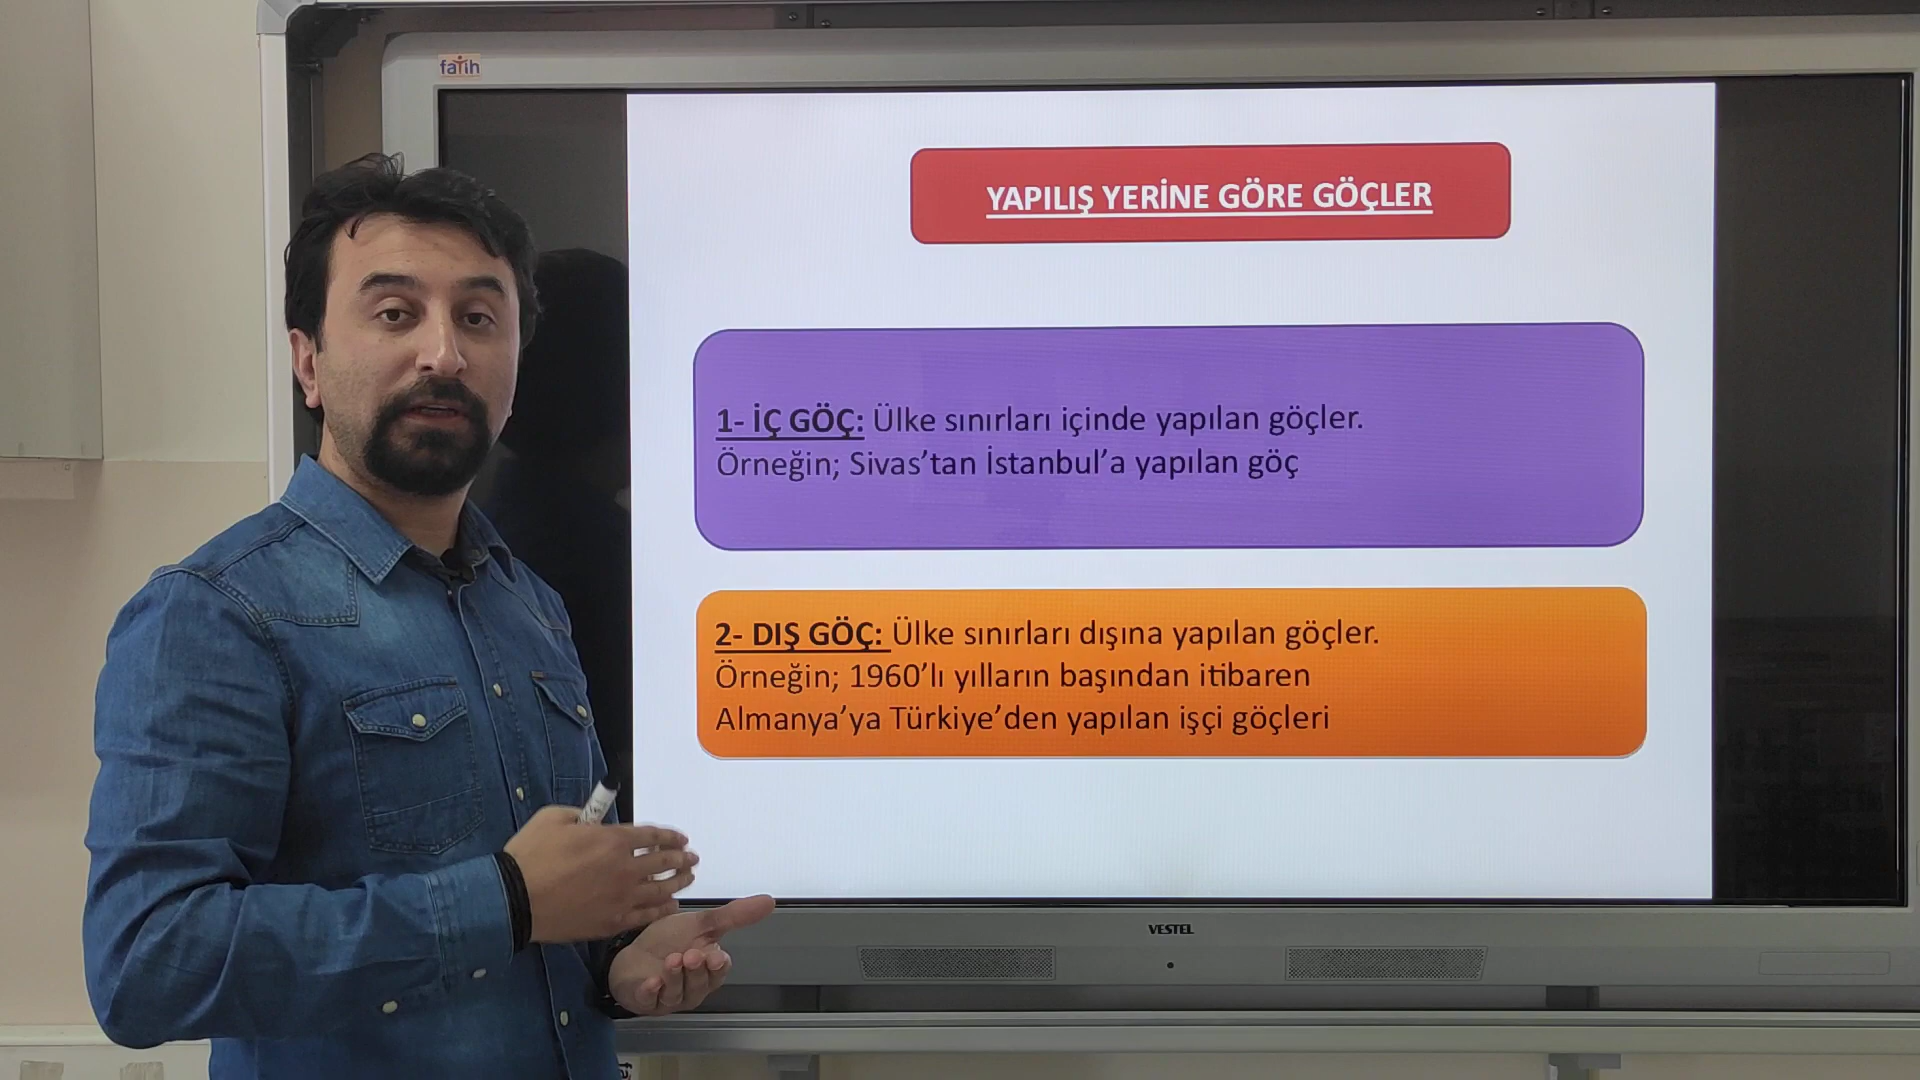 fatih
YAPILIŞ YERİNE GÖRE GÖÇLER
1- İÇ GÖÇ: Ülke sınırları içinde yapılan göçler.
Örneğin; Sivas’tan İstanbul’a yapılan göç
2- DIŞ GÖÇ: Ülke sınırları dışına yapılan göçler.
Örneğin; 1960’lı yılların başından itibaren
Almanya’ya Türkiye’den yapılan işçi göçleri
VESTEL